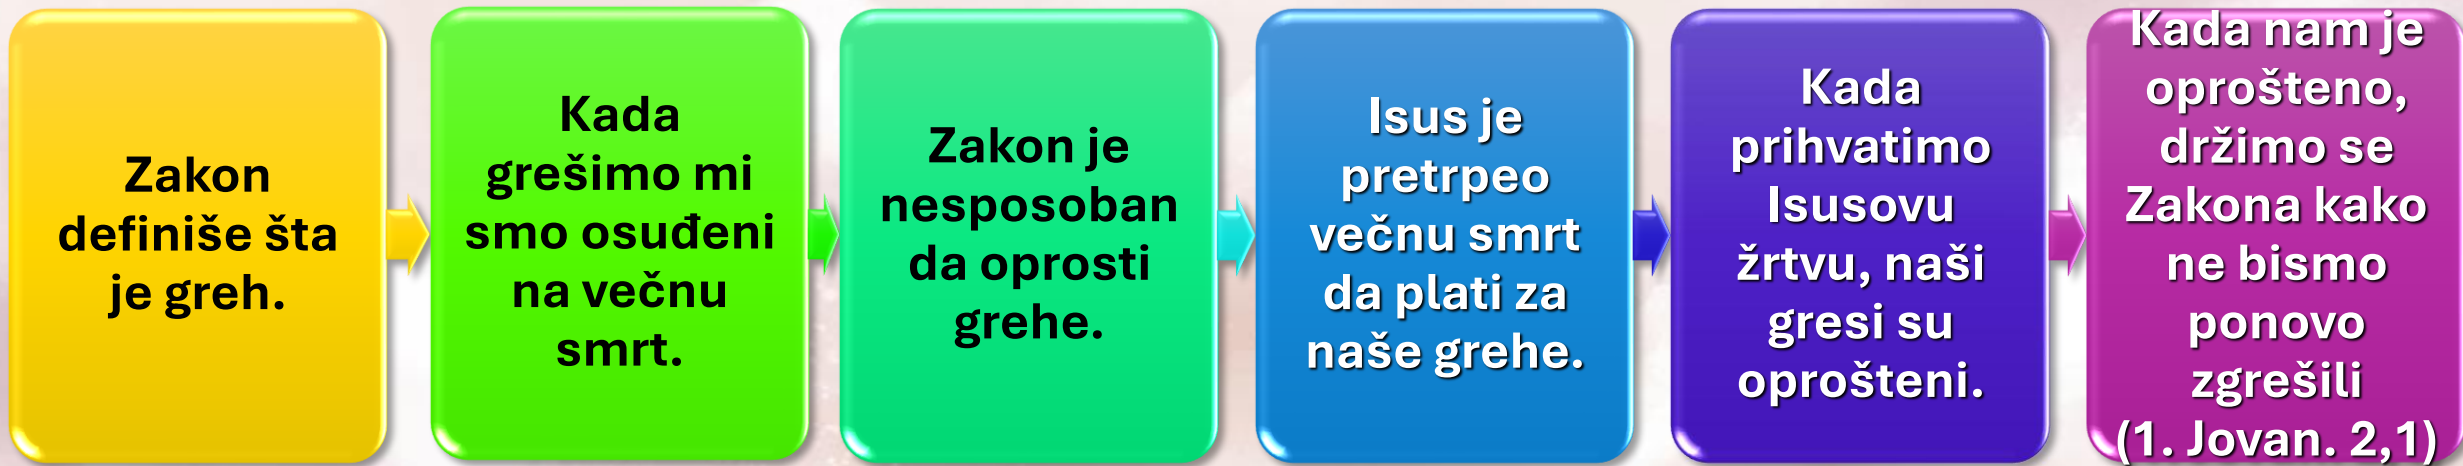 Zakon
definiše šta
je greh.
Kada
grešimo mi
smo osuđeni
na večnu
smrt.
Zakon je
nesposoban
da oprosti
grehe.
Isus je
pretrpeo
večnu smrt
da plati za
naše grehe.
Kada
prihvatimo
Isusovu
žrtvu, naši
gresi su
oprošteni.
Kada nam je
oprošteno,
držimo se
Zakona kako
ne bismo
ponovo
zgrešili
(1. Jovan. 2,1)